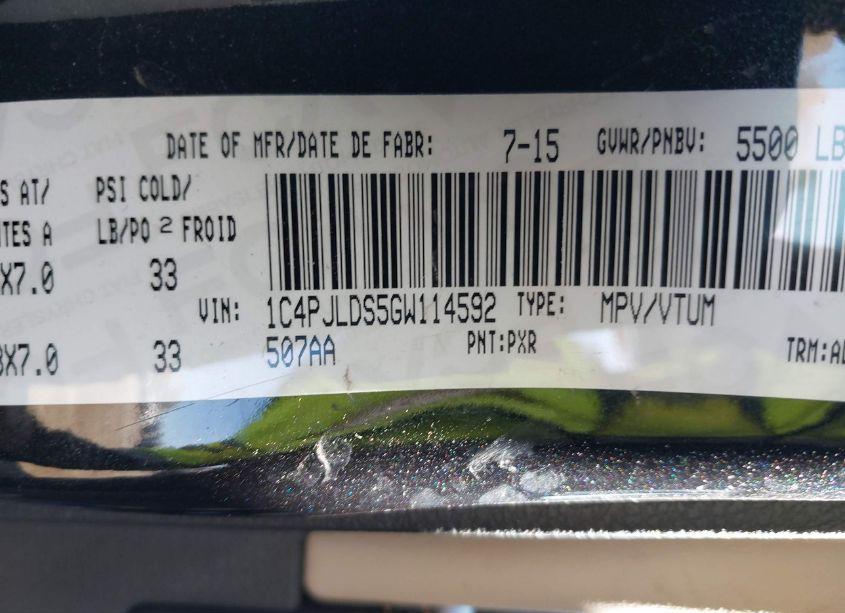 DATE OF MFR/DATE DE FABR: 7-15 GVWR/PNBV: 5500 LB
S AT/ PSI COLD/
TES A LB/PO 2 FROID
X7.0 33
VIN: 1C4PJLDS5GW114592 TYPE: MPV/VTUM
X7.0 33 507AA PNT:PXR TRM:AL